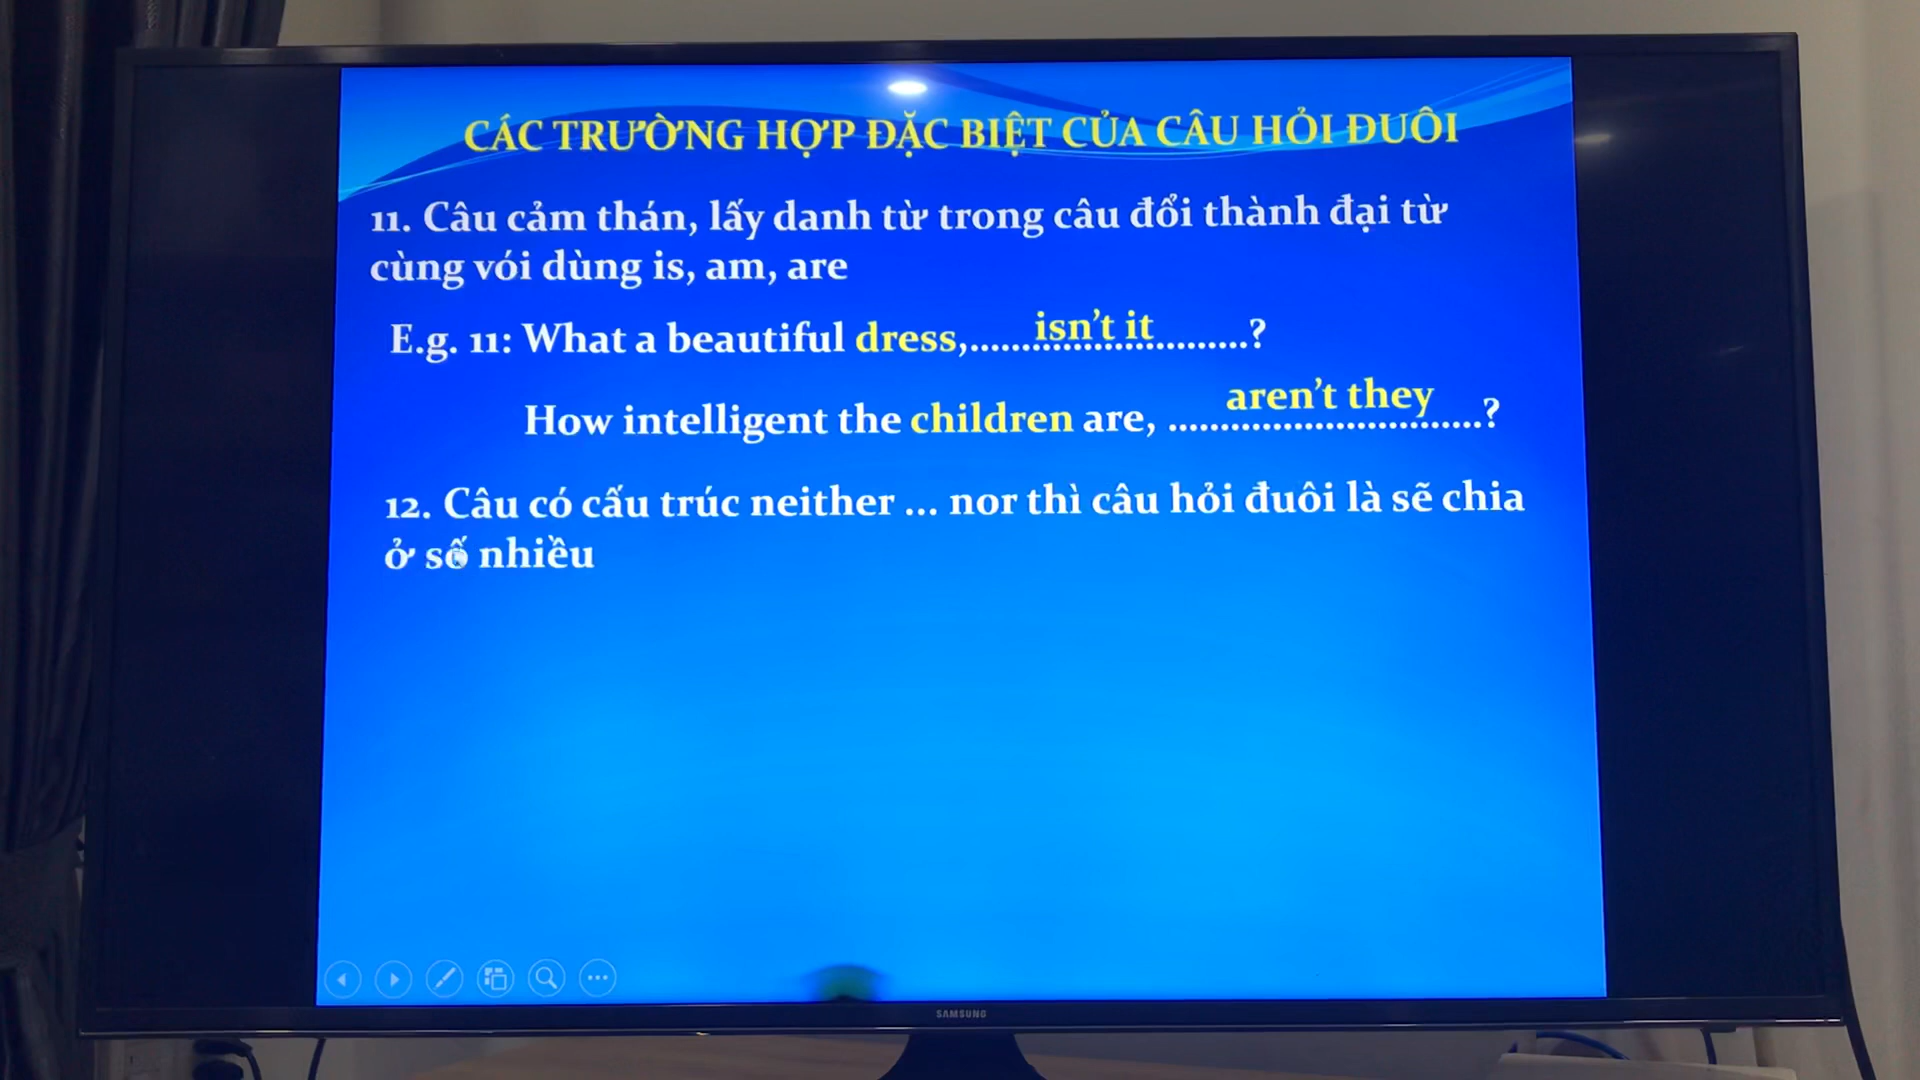 CÁC TRƯỜNG HỢP ĐẶC BIỆT CỦA CÂU HỎI ĐUÔI
11. Câu cảm thán, lấy danh từ trong câu đổi thành đại từ
cùng vói dùng is, am, are
E.g. 11: What a beautiful dress,......isn't it.........?
How intelligent the children are, ......aren't they......?
12. Câu có cấu trúc neither ... nor thì câu hỏi đuôi là sẽ chia
ở số nhiều
SAMSUNG